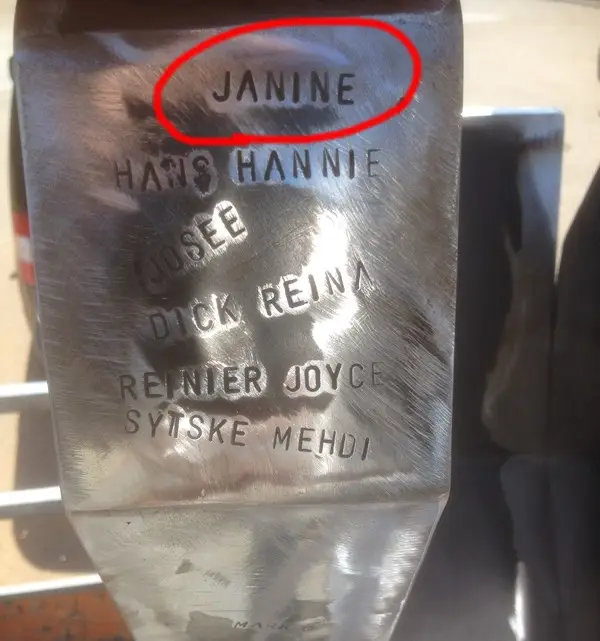 JANINE
HANS HANNIE
JOSEE
DICK REINA
REINIER JOYCE
SYTSKE MEHDI